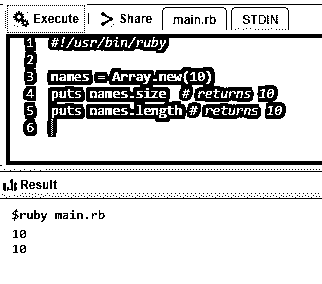 Execute Share main.rb STDIN
1 #!/usr/bin/ruby
2
3 names = Array.new(10)
4 puts names.size # returns 10
5 puts names.length # returns 10
6
Result
$ruby main.rb
10
10